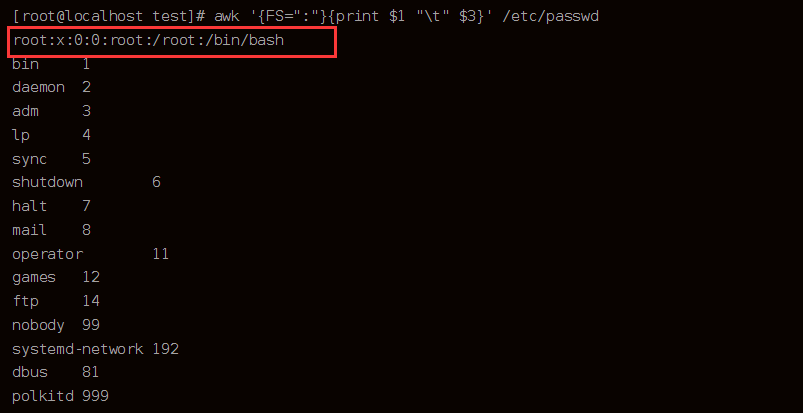 [root@localhost test]# awk '{FS=":"}{print $1 "\t" $3}' /etc/passwd
root:x:0:0:root:/root:/bin/bash
bin 1
daemon 2
adm 3
lp 4
sync 5
shutdown 6
halt 7
mail 8
operator 11
games 12
ftp 14
nobody 99
systemd-network 192
dbus 81
polkitd 999